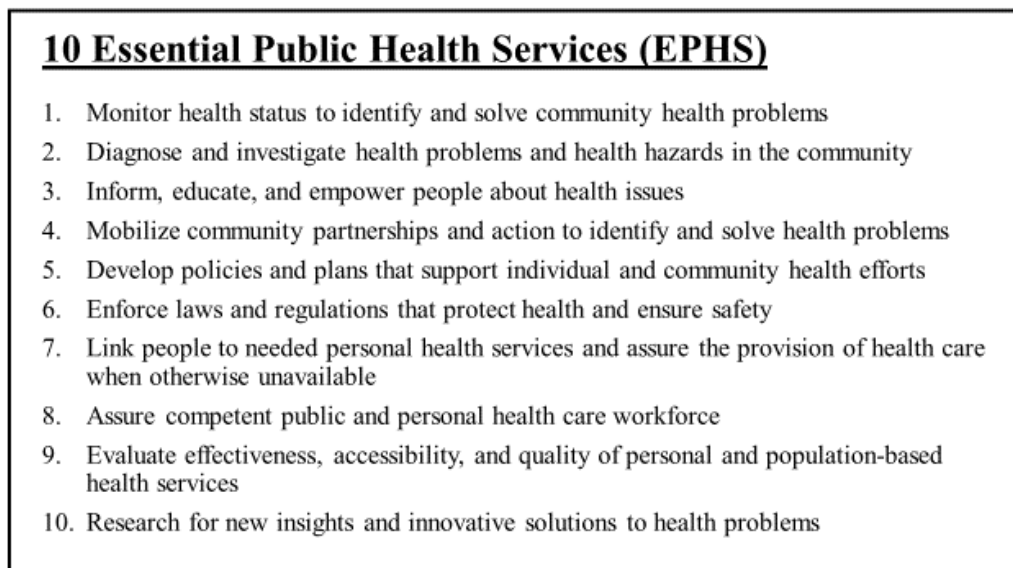 10 Essential Public Health Services (EPHS)
1. Monitor health status to identify and solve community health problems
2. Diagnose and investigate health problems and health hazards in the community
3. Inform, educate, and empower people about health issues
4. Mobilize community partnerships and action to identify and solve health problems
5. Develop policies and plans that support individual and community health efforts
6. Enforce laws and regulations that protect health and ensure safety
7. Link people to needed personal health services and assure the provision of health care
when otherwise unavailable
8. Assure competent public and personal health care workforce
9. Evaluate effectiveness, accessibility, and quality of personal and population-based
health services
10. Research for new insights and innovative solutions to health problems